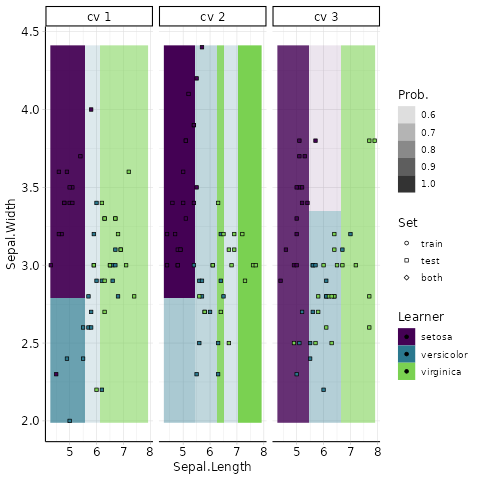 cv 1 cv 2 cv 3
4.5
4.0
3.5
3.0
2.5
2.0
Sepal.Width
5 6 7 8 5 6 7 8 5 6 7 8
Sepal.Length
Prob.
0.6
0.7
0.8
0.9
1.0
Set
train
test
both
Learner
setosa
versicolor
virginica